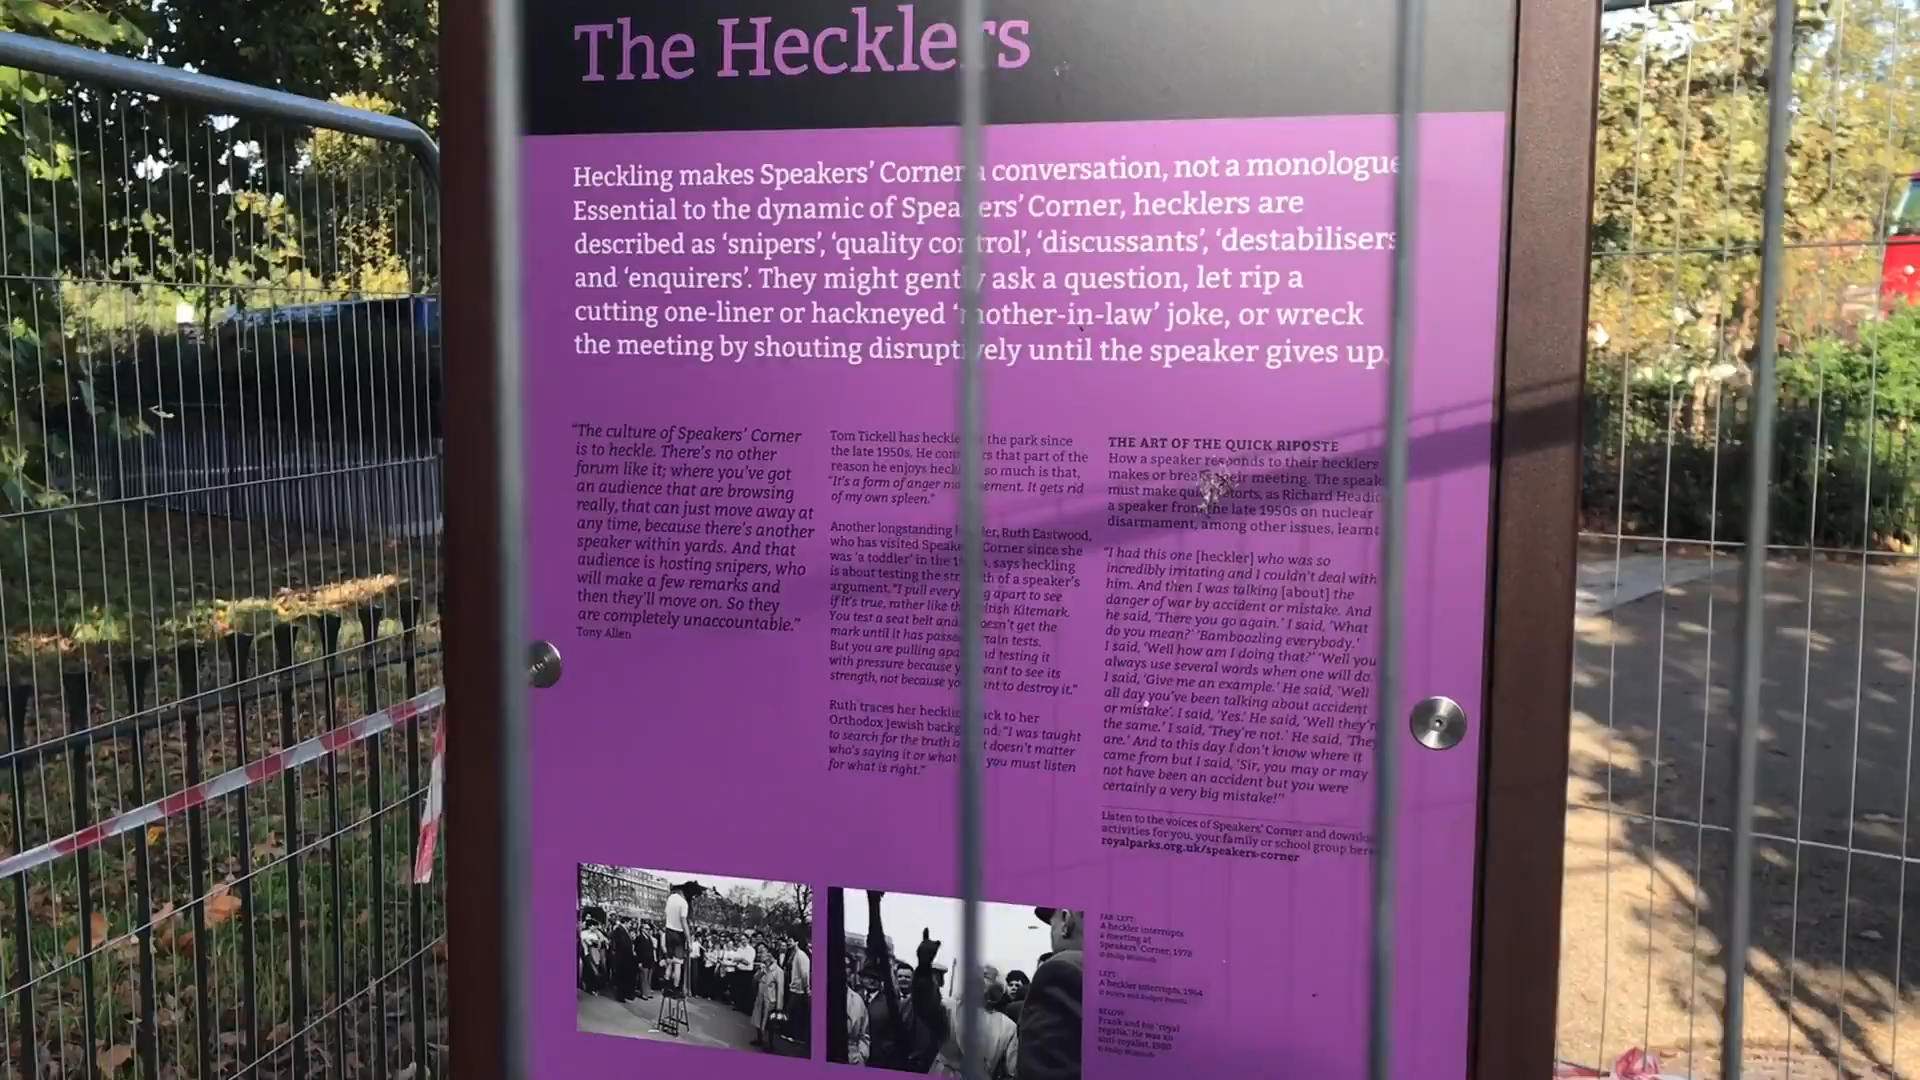 The Hecklers
Heckling makes Speakers' Corner a conversation, not a monologue
Essential to the dynamic of Speakers' Corner, hecklers are
described as 'snipers', 'quality control', 'discussants', 'destabilisers
and 'enquirers'. They might gently ask a question, let rip a
cutting one-liner or hackneyed 'mother-in-law' joke, or wreck
the meeting by shouting disruptively until the speaker gives up.
"The culture of Speakers' Corner
is to heckle. There's no other
forum like it; where you've got
an audience that are browsing
really, that can just move away at
any time, because there's another
speaker within yards. And that
audience is hosting snipers, who
will make a few remarks and
then they'll move on. So they
are completely unaccountable."
Tony Allen
Tom Tickell has heckled in the park since
the late 1950s. He considers that part of the
reason he enjoys heckling so much is that,
"It's a form of anger management. It gets rid
of my own spleen."
Another longstanding heckler, Ruth Eastwood,
who has visited Speakers' Corner since she
was 'a toddler' in the, says heckling
is about testing the strength of a speaker's
argument. "I pull everything apart to see
if it's true, rather like the British Kitemark.
You test a seat belt and doesn't get the
mark until it has passed certain tests.
But you are pulling apart and testing it
with pressure because you want to see its
strength, not because you want to destroy it."
Ruth traces her heckling back to her
Orthodox Jewish background: "I was taught
to search for the truth doesn't matter
who's saying it or what you must listen
for what is right."
THE ART OF THE QUICK RIPOSTE
How a speaker responds to their hecklers
makes or breaks their meeting. The speak
must make quick retorts, as Richard Headic
a speaker from the late 1950s on nuclear
disarmament, among other issues, learnt
"I had this one [heckler] who was so
incredibly irritating and I couldn't deal with
him. And then I was talking [about] the
danger of war by accident or mistake. And
he said, 'There you go again.' I said, 'What
do you mean?' 'Bamboozling everybody.'
I said, 'Well how am I doing that?' 'Well you
always use several words when one will do.'
I said, 'Give me an example.' He said, 'Well
all day you've been talking about accident
or mistake'. I said, 'Yes.' He said, 'Well they're
the same.' I said, 'They're not.' He said, 'They
are.' And to this day I don't know where it
came from but I said, 'Sir, you may or may
not have been an accident but you were
certainly a very big mistake!'"
Listen to the voices of Speakers' Corner and downlo
activities for you, your family or school group here
royalparks.org.uk/speakers-corner
FAR LEFT:
A heckler interrupts
a meeting at
Speakers' Corner, 1978
LEFT:
A heckler interrupts, 1964
BELOW:
Frank and his 'royal
regalia.' He was an
anti-royalist, 1980